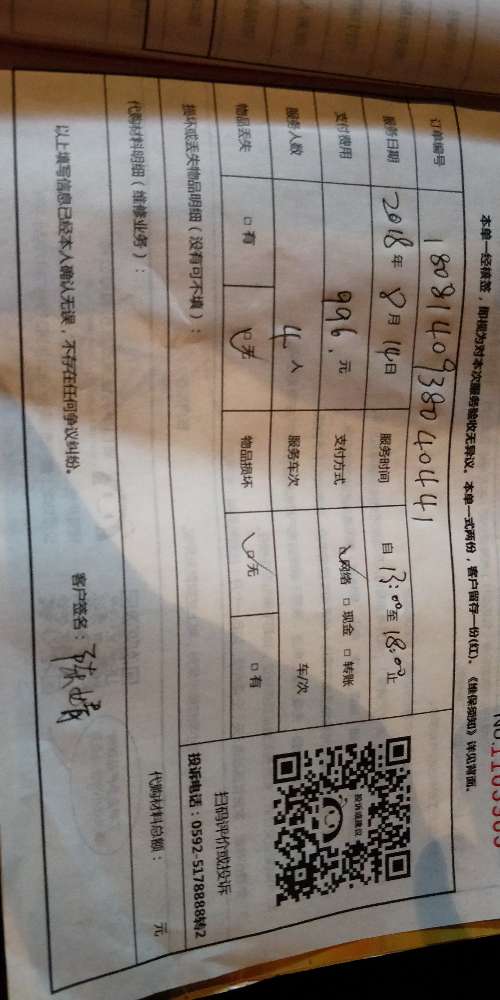 本单一经核签，即视为对本次服务验收无异议。本单一式两份，客户留存一份(红)。《维保须知》详见背面。
订单编号 1808140938040441
服务日期 2018年 8月 14日 服务时间 自 13:00至 18:00止
支付费用 996.元 支付方式 网络 □ 现金 □ 转账
服务人数 4 人 服务车次 车/次
物品丢失 □ 有 □ 无 物品损坏 □ 无 □ 有
损坏或丢失物品明细（没有可不填）：
代购材料明细（维修业务）：
代购材料总额： 元
以上填写信息已经本人确认无误，不存在任何争议纠纷。
客户签名：
投诉或建议
扫码评价或投诉
投诉电话：0592-5178888转2